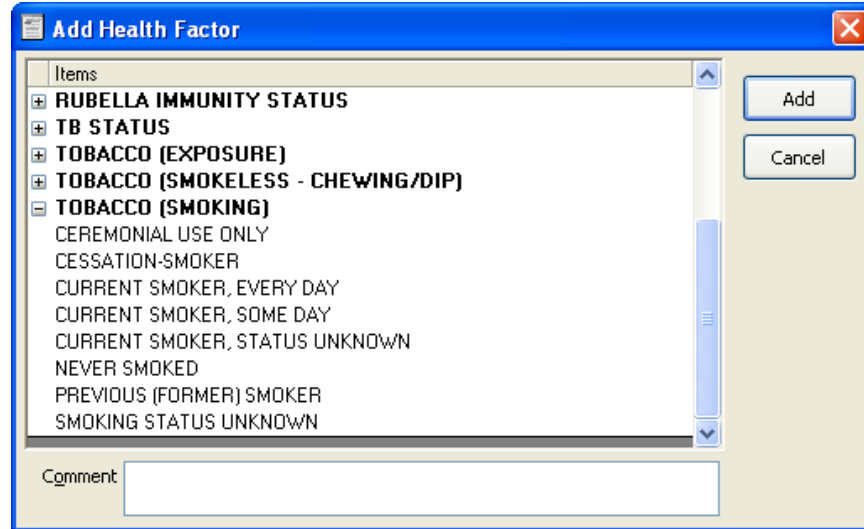 Add Health Factor
Items
RUBELLA IMMUNITY STATUS
TB STATUS
TOBACCO (EXPOSURE)
TOBACCO (SMOKELESS - CHEWING/DIP)
TOBACCO (SMOKING)
CEREMONIAL USE ONLY
CESSATION-SMOKER
CURRENT SMOKER, EVERY DAY
CURRENT SMOKER, SOME DAY
CURRENT SMOKER, STATUS UNKNOWN
NEVER SMOKED
PREVIOUS (FORMER) SMOKER
SMOKING STATUS UNKNOWN
Add
Cancel
Comment